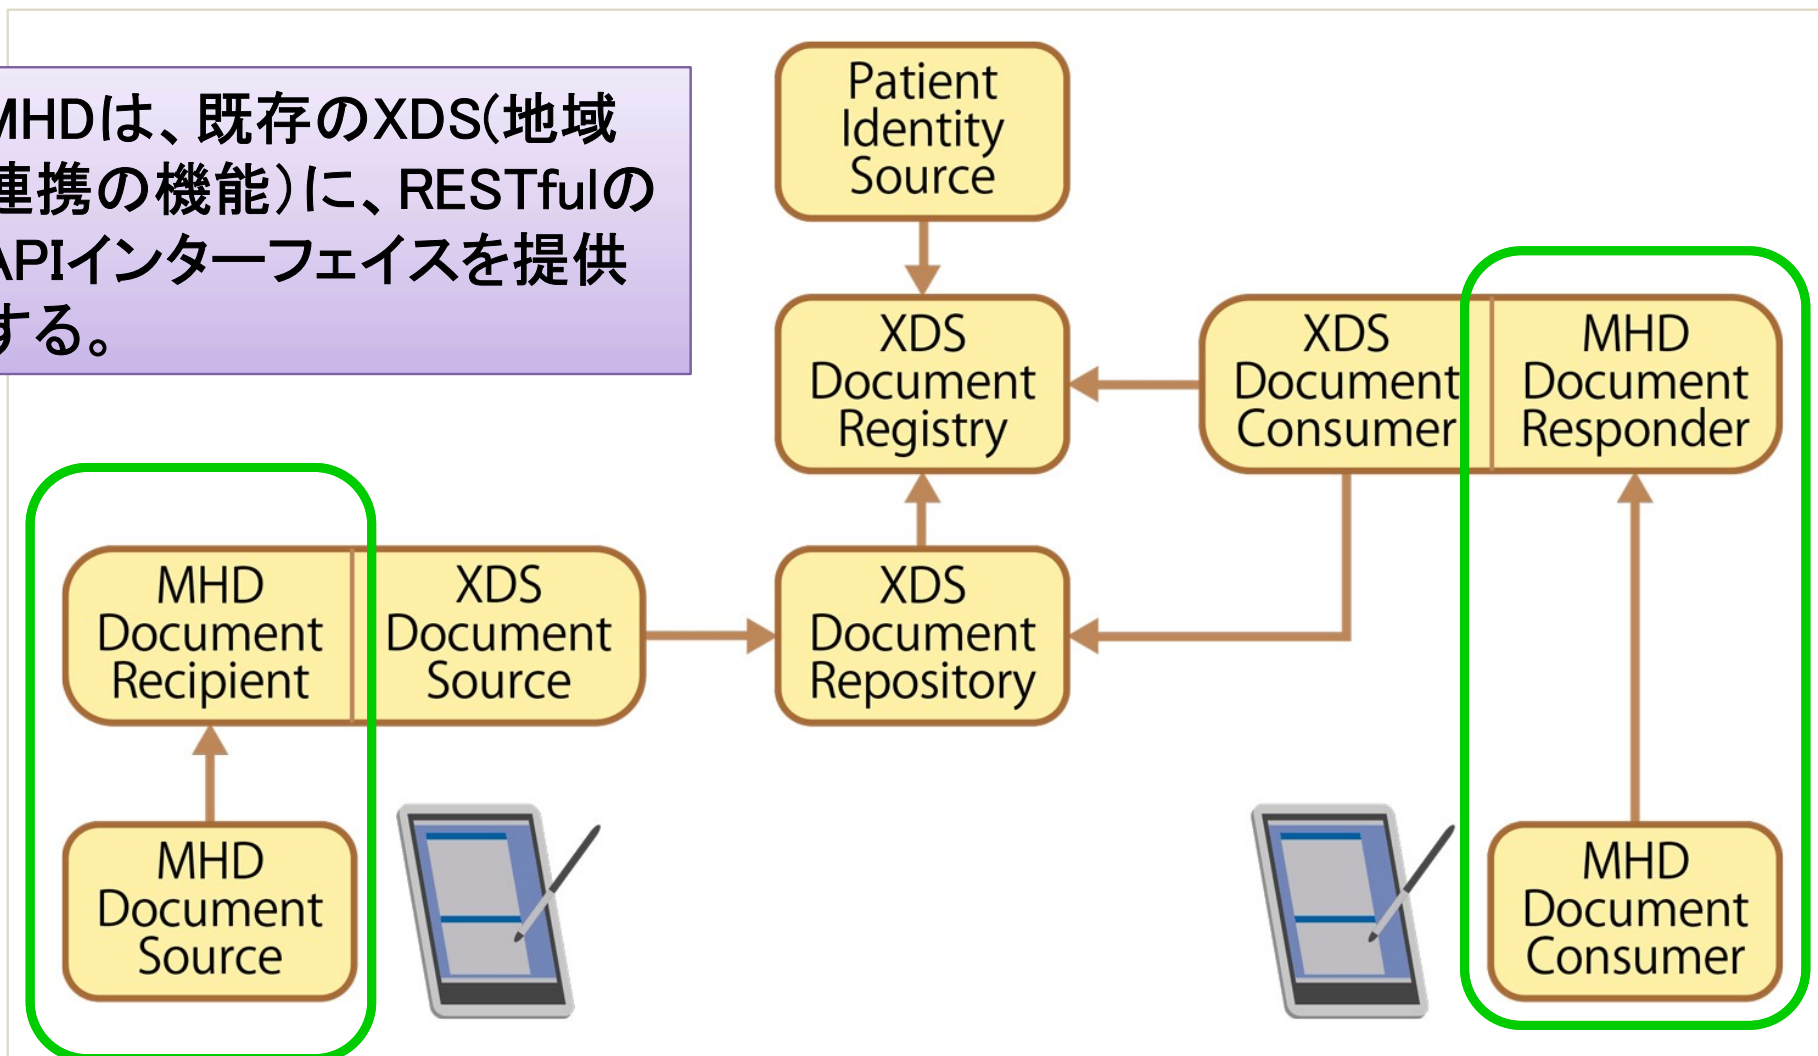 MHDは、既存のXDS(地域
連携の機能)に、RESTfulの
APIインターフェイスを提供
する。
Patient
Identity
Source
XDS
Document
Registry
XDS
Document
Consumer
MHD
Document
Responder
MHD
Document
Recipient
XDS
Document
Source
XDS
Document
Repository
MHD
Document
Source
MHD
Document
Consumer